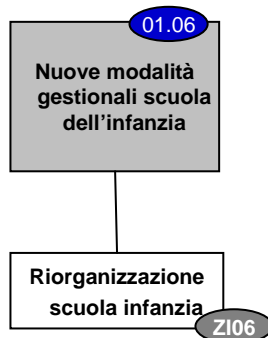 01.06
Nuove modalità
gestionali scuola
dell'infanzia
Riorganizzazione
scuola infanzia
ZI06